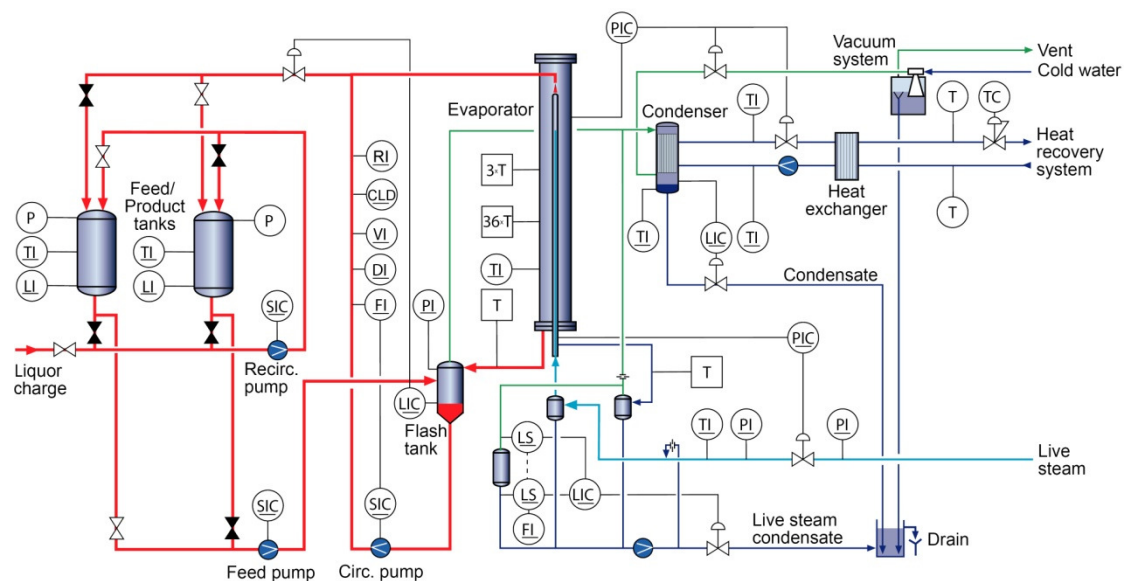 PIC
Vacuum
system
Vent
Cold water
Evaporator
Condenser
TI
T
TC
Heat
recovery
system
Heat
exchanger
RI
CLD
VI
DI
FI
3×T
36×T
TI
T
Feed/
Product
tanks
P
TI
LI
P
TI
LI
TI
LIC
TI
T
Condensate
SIC
PI
PIC
Liquor
charge
Recirc.
pump
LIC
Flash
tank
T
TI
PI
PI
Live
steam
LS
LS
LIC
FI
SIC
SIC
Live steam
condensate
Drain
Feed pump
Circ. pump